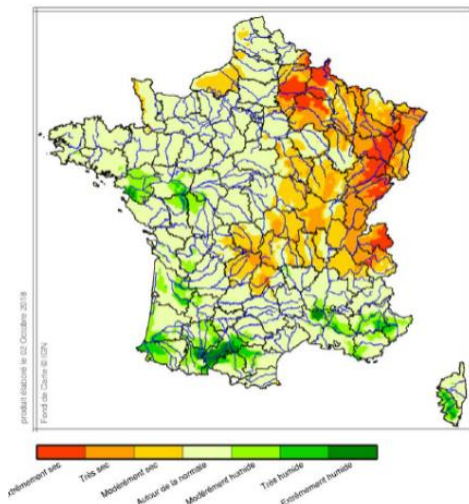 produit élaboré le 02 Octobre 2018
Fond de Carte © IGN
Extrêmement sec
Très sec
Modérément sec
Autour de la normale
Modérément humide
Très humide
Extrêmement humide